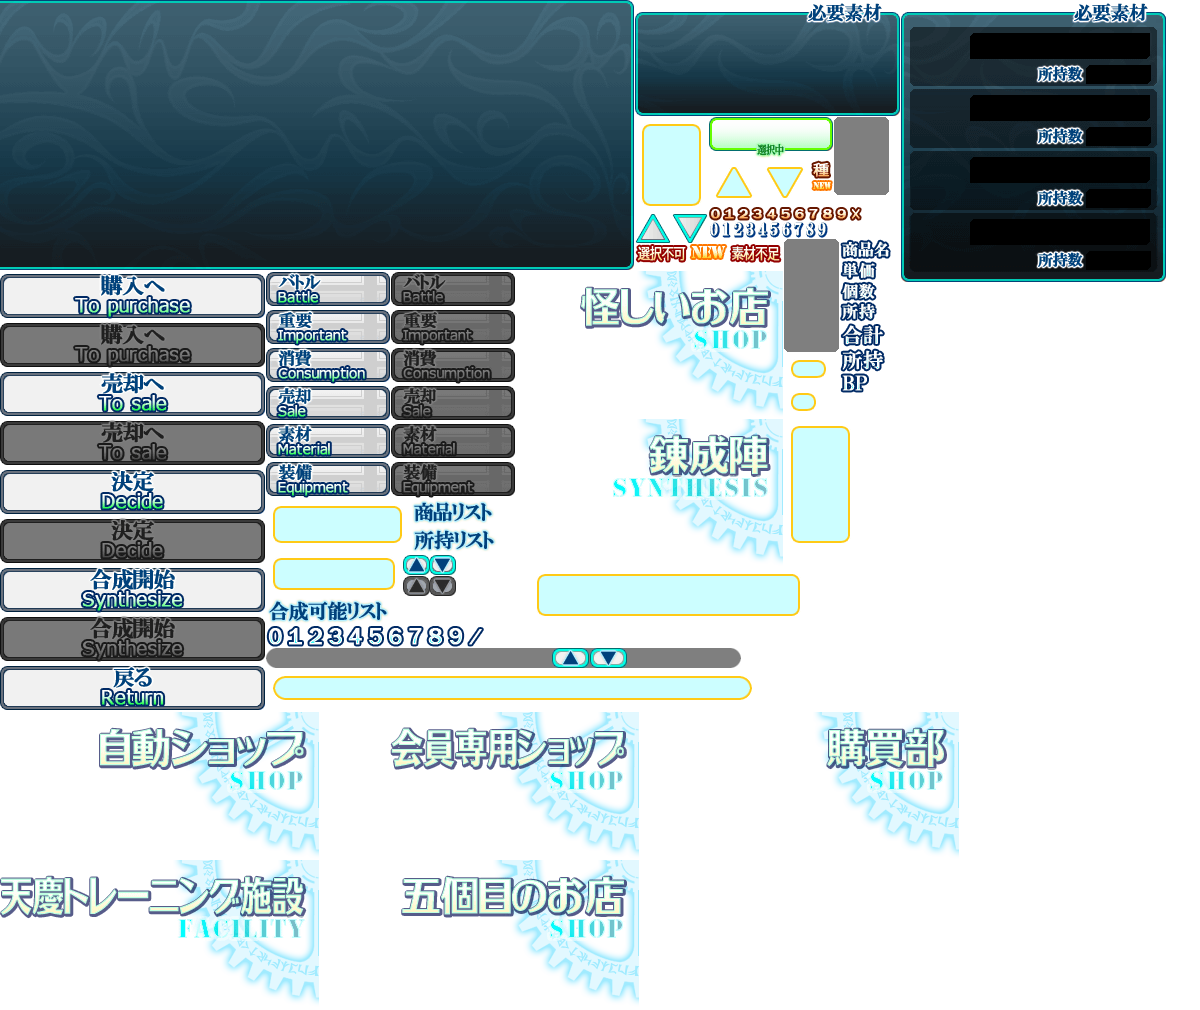 必要素材
必要素材
所持数
所持数
所持数
所持数
選択中
種
NEW
0123456789x
0123456789
選択不可 NEW 素材不足
商品名
単価
個数
所持
合計
所持
BP
購入へ
To purchase
購入へ
To purchase
売却へ
To sale
売却へ
To sale
決定
Decide
決定
Decide
合成開始
Synthesize
合成開始
Synthesize
戻る
Return
バトル
Battle
バトル
Battle
重要
Important
重要
Important
消費
Consumption
消費
Consumption
売却
Sale
売却
Sale
素材
Material
素材
Material
装備
Equipment
装備
Equipment
商品リスト
所持リスト
合成可能リスト
0123456789/
怪しいお店
SHOP
錬成陣
SYNTHESIS
自動ショップ
SHOP
会員専用ショップ
SHOP
購買部
SHOP
天慶トレーニング施設
FACILITY
五個目のお店
SHOP